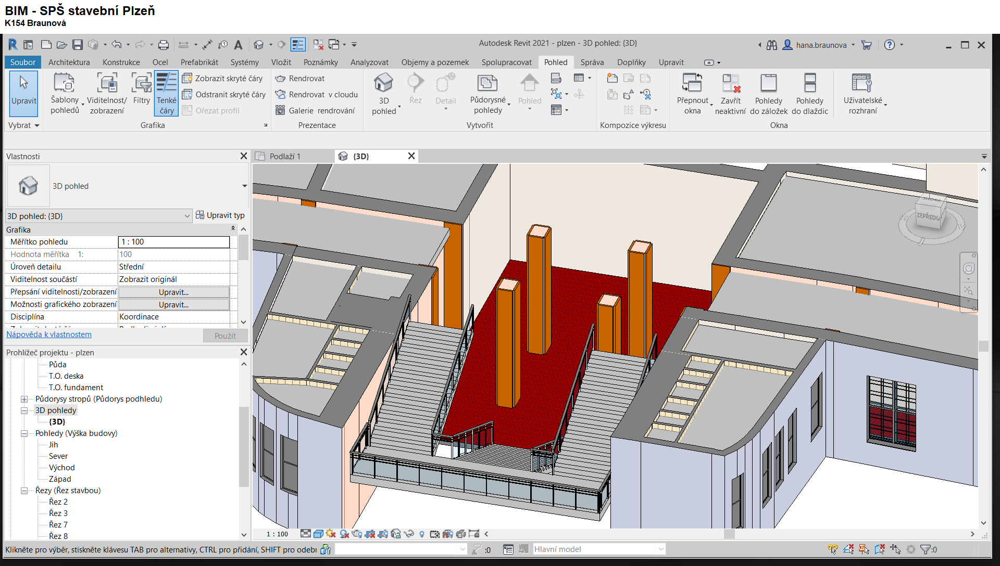 BIM - SPŠ stavební Plzeň
K154 Braunová
Autodesk Revit 2021 - plzen - 3D pohled: {3D}
hana.braunova
Soubor Architektura Konstrukce Ocel Prefabrikát Systémy Vložit Poznámky Analyzovat Objemy a pozemek Spolupracovat Pohled Správa Doplňky Upravit
Upravit
Šablony pohledů
Viditelnost/ zobrazení
Filtry
Tenké čáry
Zobrazit skryté čáry
Odstranit skryté čáry
Ořezat profil
Rendrovat
Rendrovat v cloudu
Galerie rendrování
3D pohled
Řez
Detail
Půdorysné pohledy
Pohled
Přepnout okna
Zavřít neaktivní
Pohledy do záložek
Pohledy do dlaždic
Uživatelské rozhraní
Vybrat Grafika Prezentace Vytvořit Kompozice výkresu Okna
Vlastnosti
Podlaží 1
{3D}
3D pohled
3D pohled: {3D}
Upravit typ
Grafika
Měřítko pohledu 1 : 100
Hodnota měřítka 1: 100
Úroveň detailu Střední
Viditelnost součástí Zobrazit originál
Přepsání viditelnosti/zobrazení Upravit...
Možnosti grafického zobrazení Upravit...
Disciplína Koordinace
Nápověda k vlastnostem
Použít
Prohlížeč projektu - plzen
Půda
T.O. deska
T.O. fundament
Půdorysy stropů (Půdorys podhledu)
3D pohledy
{3D}
Pohledy (Výška budovy)
Jih
Sever
Východ
Západ
Řezy (Řez stavbou)
Řez 2
Řez 3
Řez 7
Řez 8
SHORA
ZEPŘEDU
1 : 100
Klikněte pro výběr, stiskněte klávesu TAB pro alternativy, CTRL pro přidání, SHIFT pro odebr
:0
Hlavní model
:0